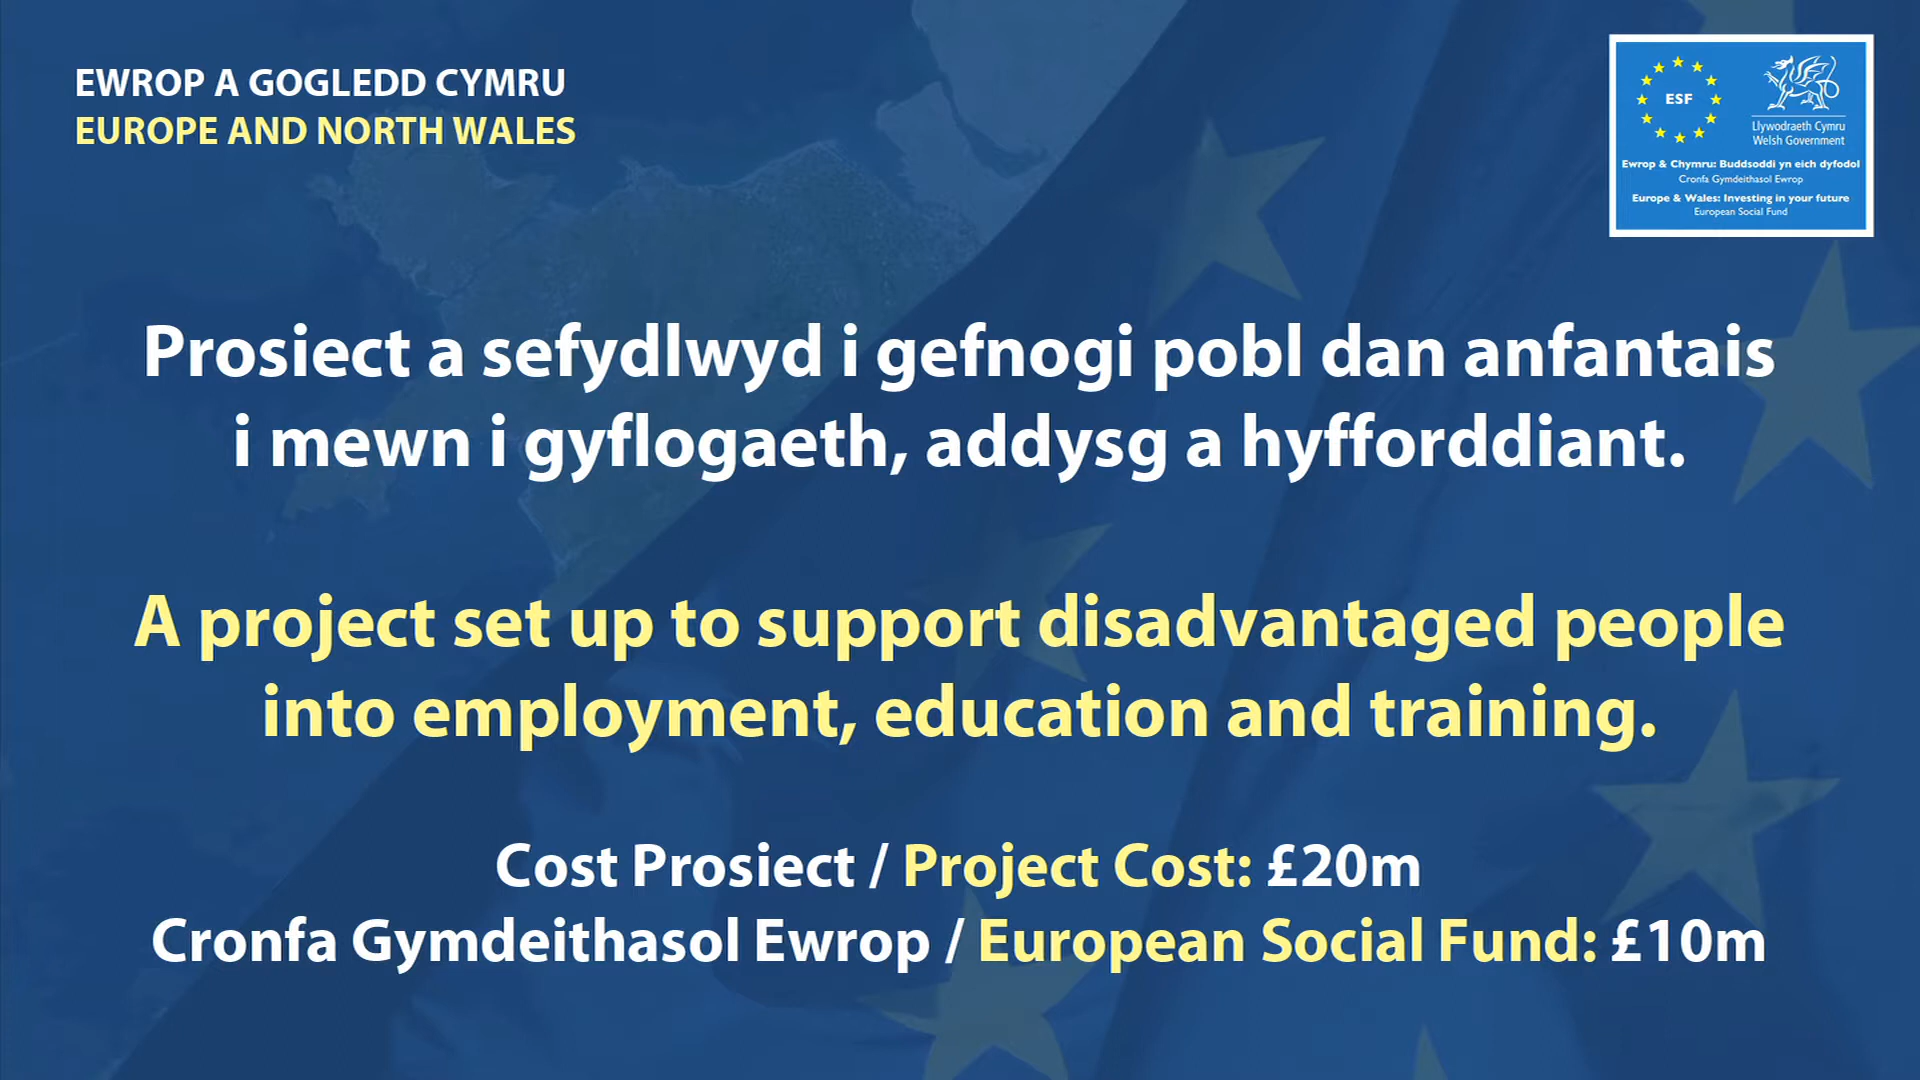 EWROP A GOGLEDD CYMRU
EUROPE AND NORTH WALES
ESF
Llywodraeth Cymru
Welsh Government
Ewrop & Chymru: Buddsoddi yn eich dyfodol
Cronfa Gymdeithasol Ewrop
Europe & Wales: Investing in your future
European Social Fund
Prosiect a sefydlwyd i gefnogi pobl dan anfantais
i mewn i gyflogaeth, addysg a hyfforddiant.
A project set up to support disadvantaged people
into employment, education and training.
Cost Prosiect / Project Cost: £20m
Cronfa Gymdeithasol Ewrop / European Social Fund: £10m